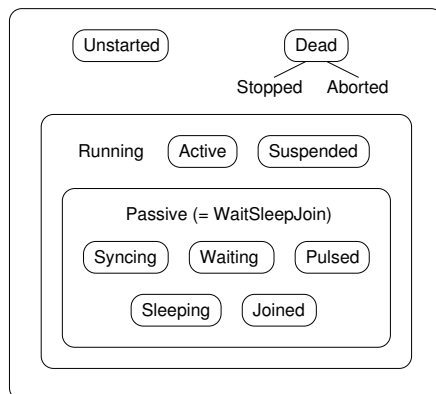 Unstarted Dead
Stopped Aborted
Running Active Suspended
Passive (= WaitSleepJoin)
Syncing Waiting Pulsed
Sleeping Joined